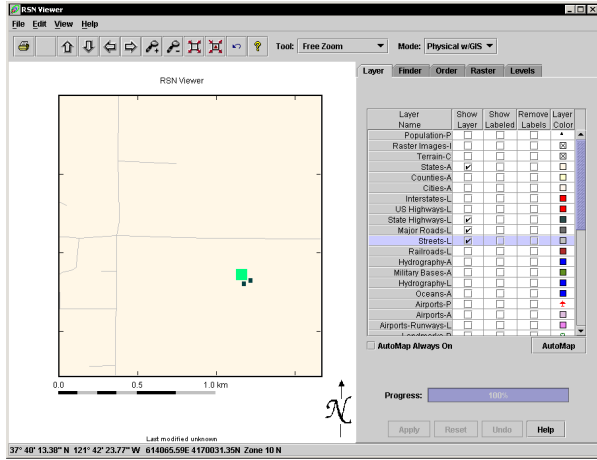 RSN Viewer
File Edit View Help
Tool: Free Zoom Mode: Physical w/GIS
RSN Viewer
Layer Finder Order Raster Levels
Layer Name Show Layer Show Labeled Remove Labels Layer Color
Population-P
Raster Images-I
Terrain-C
States-A
Counties-A
Cities-A
Interstates-L
US Highways-L
State Highways-L
Major Roads-L
Streets-L
Railroads-L
Hydrography-A
Military Bases-A
Hydrography-L
Oceans-A
Airports-P
Airports-A
Airports-Runways-L
Landmarks-P
AutoMap Always On AutoMap
0.0 0.5 1.0 km
N
Progress: 100%
Apply Reset Undo Help
Last modified unknown
37° 40' 13.38" N 121° 42' 23.77" W 614065.59E 4170031.35N Zone 10 N